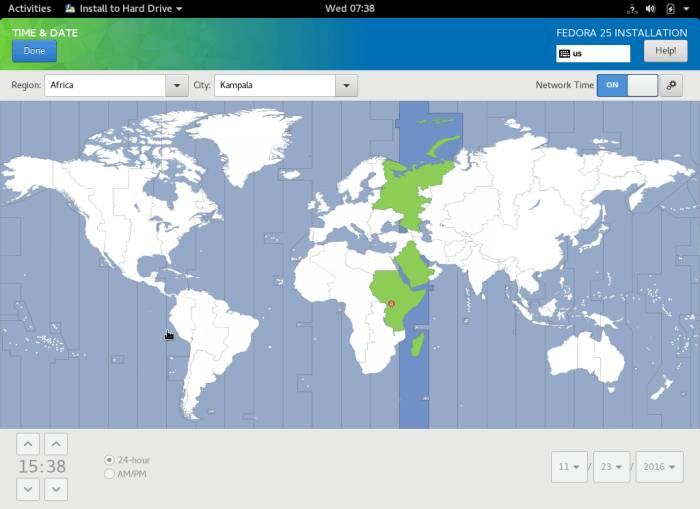 Activities Install to Hard Drive Wed 07:38
TIME & DATE FEDORA 25 INSTALLATION
Done us Help!
Region: Africa City: Kampala Network Time ON
15:38
24-hour
AM/PM
11 / 23 / 2016